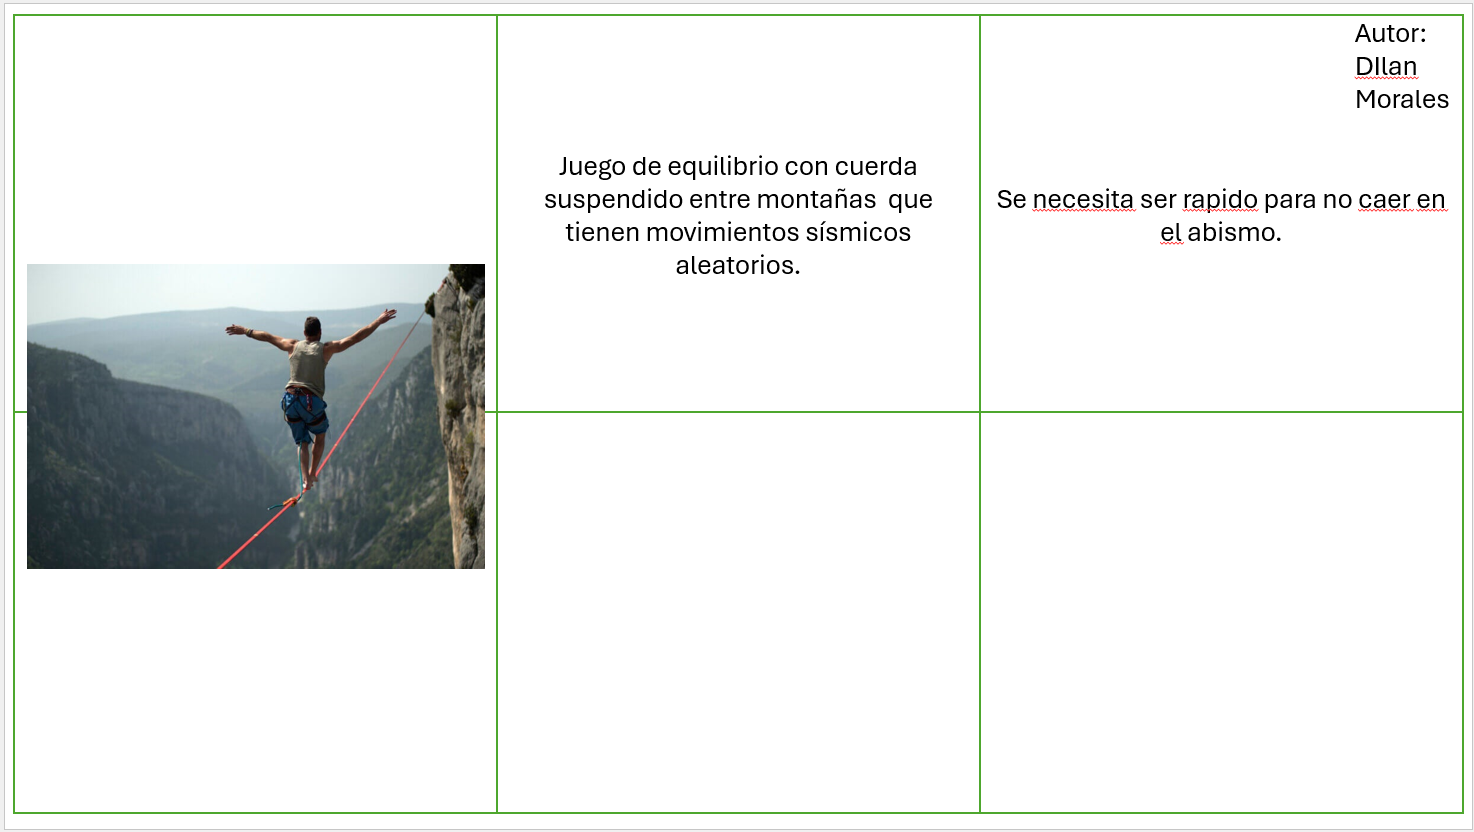 Autor:
DIlan
Morales
Juego de equilibrio con cuerda
suspendido entre montañas  que
tienen movimientos sísmicos
aleatorios.
Se necesita ser rapido para no caer en
el abismo.